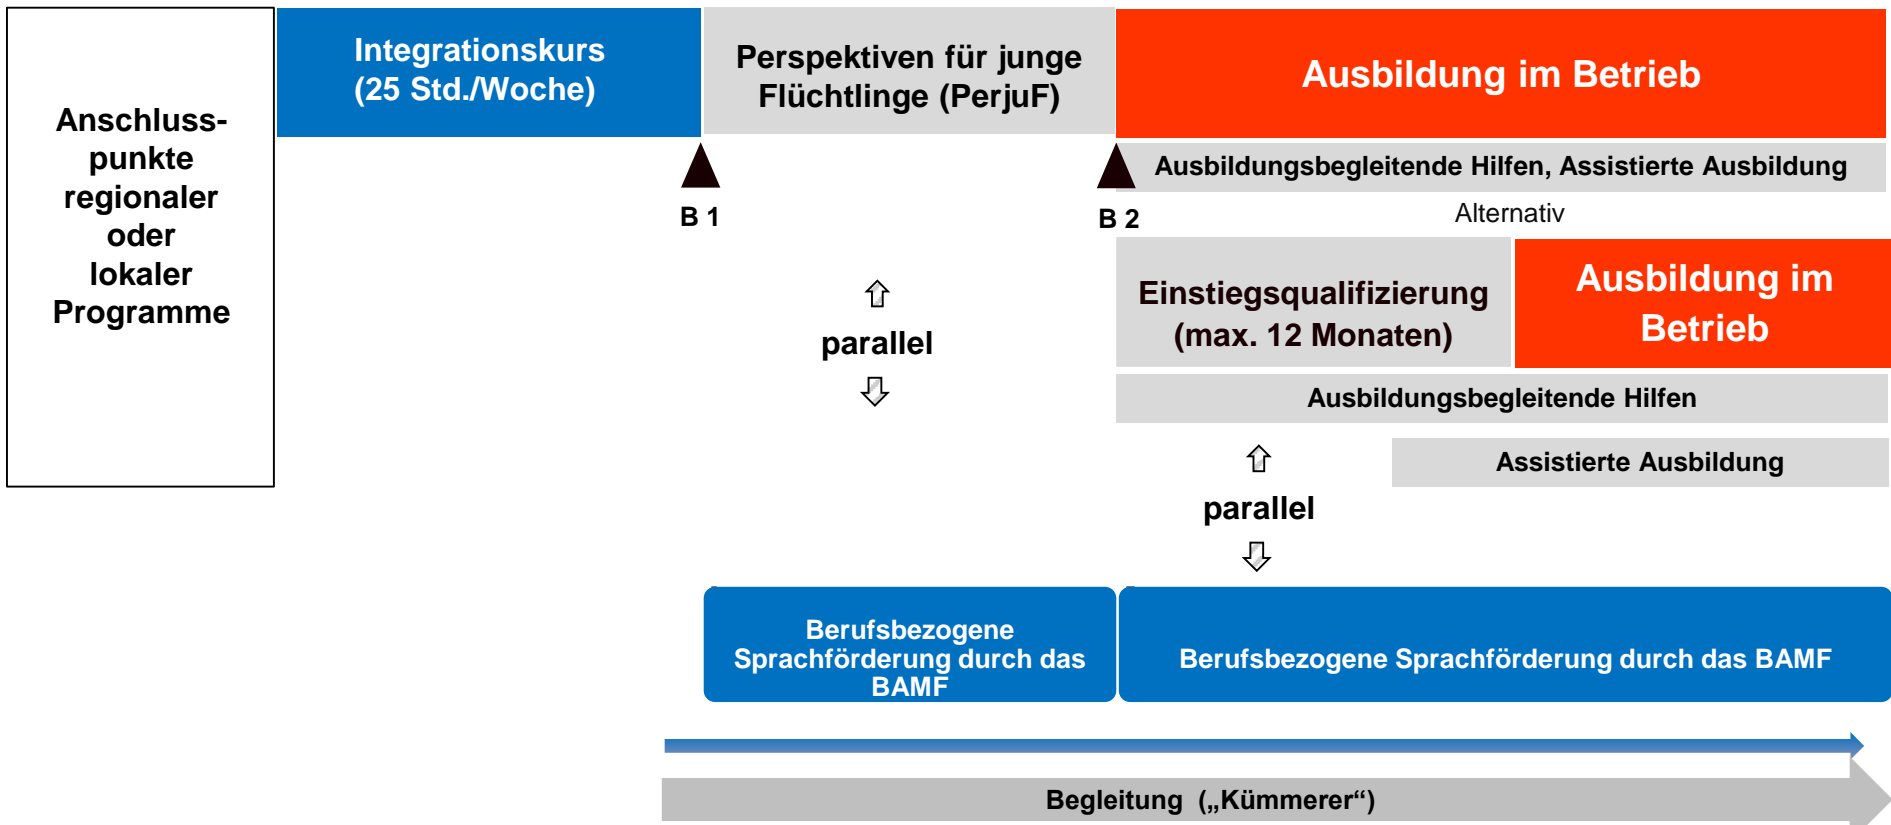 Anschluss-
punkte
regionaler
oder
lokaler
Programme
Integrationskurs
(25 Std./Woche)
Perspektiven für junge
Flüchtlinge (PerjuF)
Ausbildung im Betrieb
Ausbildungsbegleitende Hilfen, Assistierte Ausbildung
B 1
B 2
Alternativ
Einstiegsqualifizierung
(max. 12 Monaten)
Ausbildung im
Betrieb
parallel
Ausbildungsbegleitende Hilfen
Assistierte Ausbildung
parallel
Berufsbezogene
Sprachförderung durch das
BAMF
Berufsbezogene Sprachförderung durch das BAMF
Begleitung („Kümmerer“)